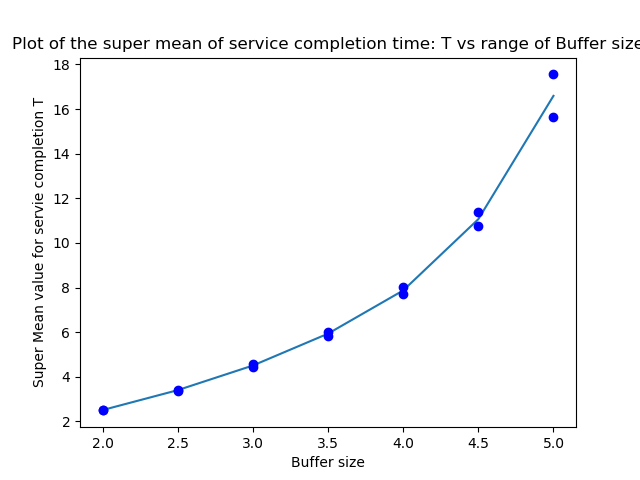 Plot of the super mean of service completion time: T vs range of Buffer size
Super Mean value for servie completion T
18
16
14
12
10
8
6
4
2
2.0 2.5 3.0 3.5 4.0 4.5 5.0
Buffer size